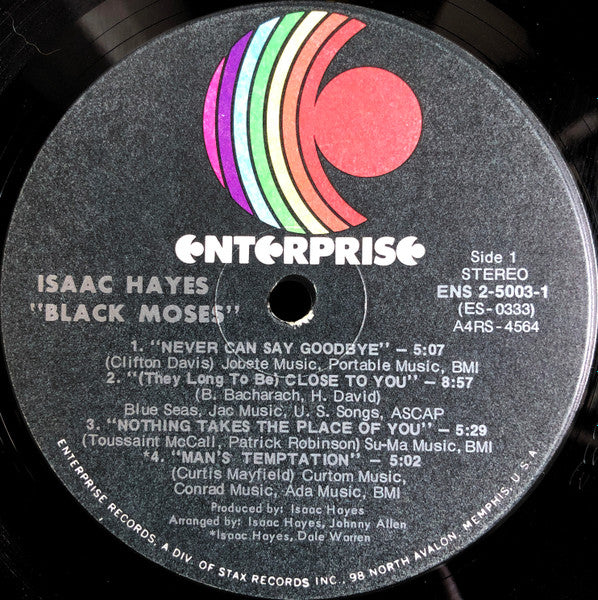 ENTERPRISE
Side 1
STEREO
ENS 2-5003-1
(ES-0333)
A4RS-4564
ISAAC HAYES
"BLACK MOSES"
1. "NEVER CAN SAY GOODBYE" – 5:07
(Clifton Davis) Jobete Music, Portable Music, BMI
2. "(They Long To Be) CLOSE TO YOU" – 8:57
(B. Bacharach, H. David)
Blue Seas, Jac Music, U. S. Songs, ASCAP
3. "NOTHING TAKES THE PLACE OF YOU" – 5:29
(Toussaint McCall, Patrick Robinson) Su-Ma Music, BMI
*4. "MAN'S TEMPTATION" – 5:02
(Curtis Mayfield) Curtom Music,
Conrad Music, Ada Music, BMI
Produced by: Isaac Hayes
Arranged by: Isaac Hayes, Johnny Allen
*Isaac Hayes, Dale Warren
ENTERPRISE RECORDS, A DIV. OF STAX RECORDS INC., 98 NORTH AVALON, MEMPHIS, U.S.A